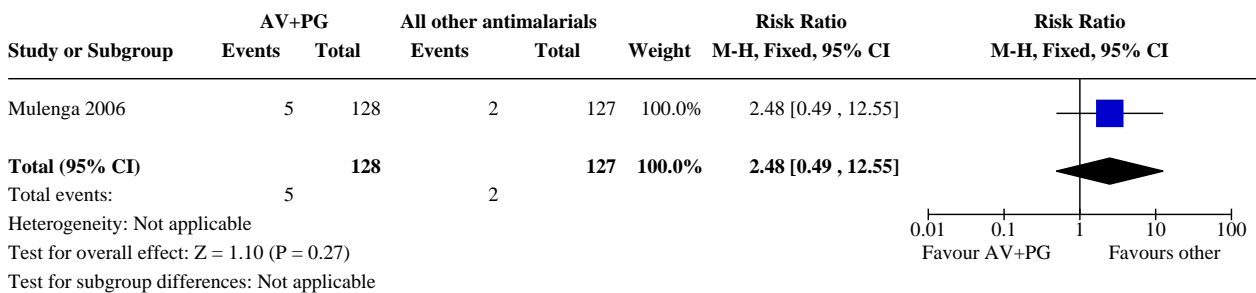 AV+PG All other antimalarials Risk Ratio Risk Ratio
Study or Subgroup Events Total Events Total Weight M-H, Fixed, 95% CI M-H, Fixed, 95% CI
Mulenga 2006 5 128 2 127 100.0% 2.48 [0.49 , 12.55]
Total (95% CI) 128 127 100.0% 2.48 [0.49 , 12.55]
Total events: 5 2
Heterogeneity: Not applicable
0.01 0.1 1 10 100
Test for overall effect: Z = 1.10 (P = 0.27)
Favour AV+PG Favours other
Test for subgroup differences: Not applicable